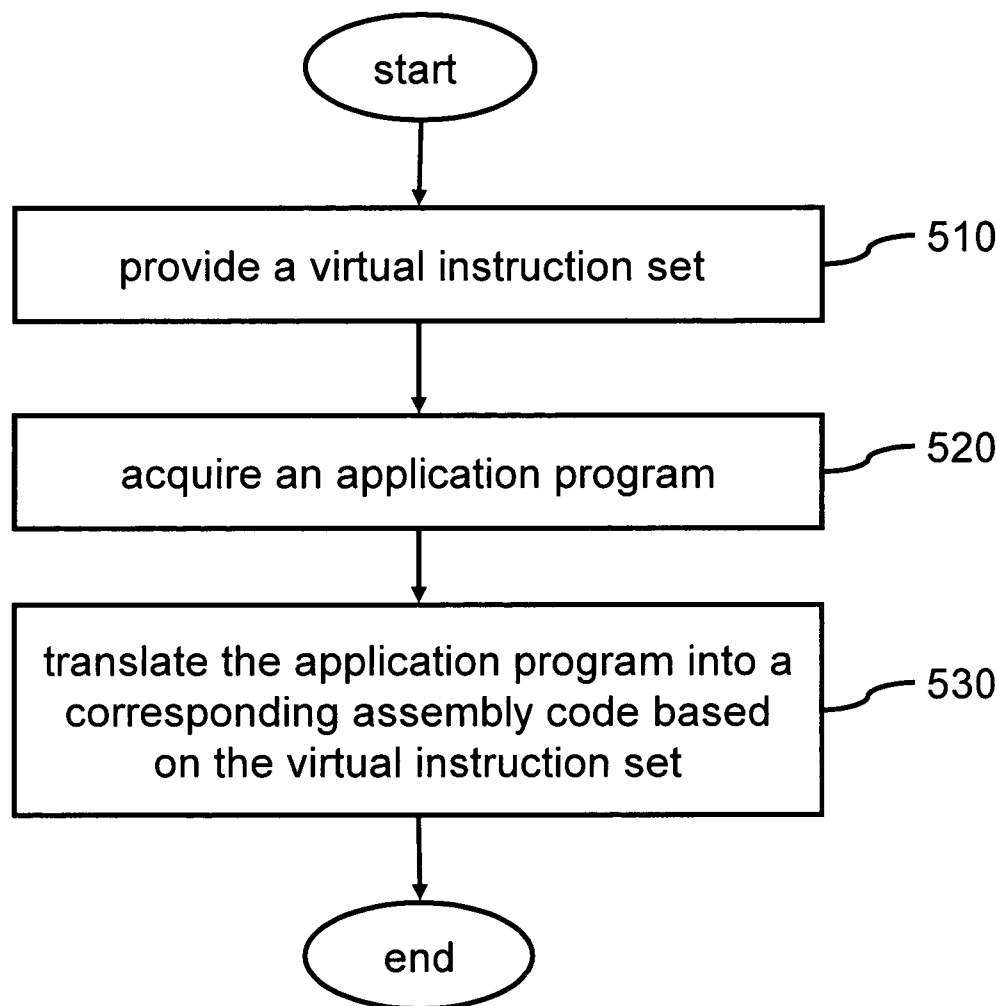 start
provide a virtual instruction set
510
acquire an application program
520
translate the application program into a
corresponding assembly code based
on the virtual instruction set
530
end